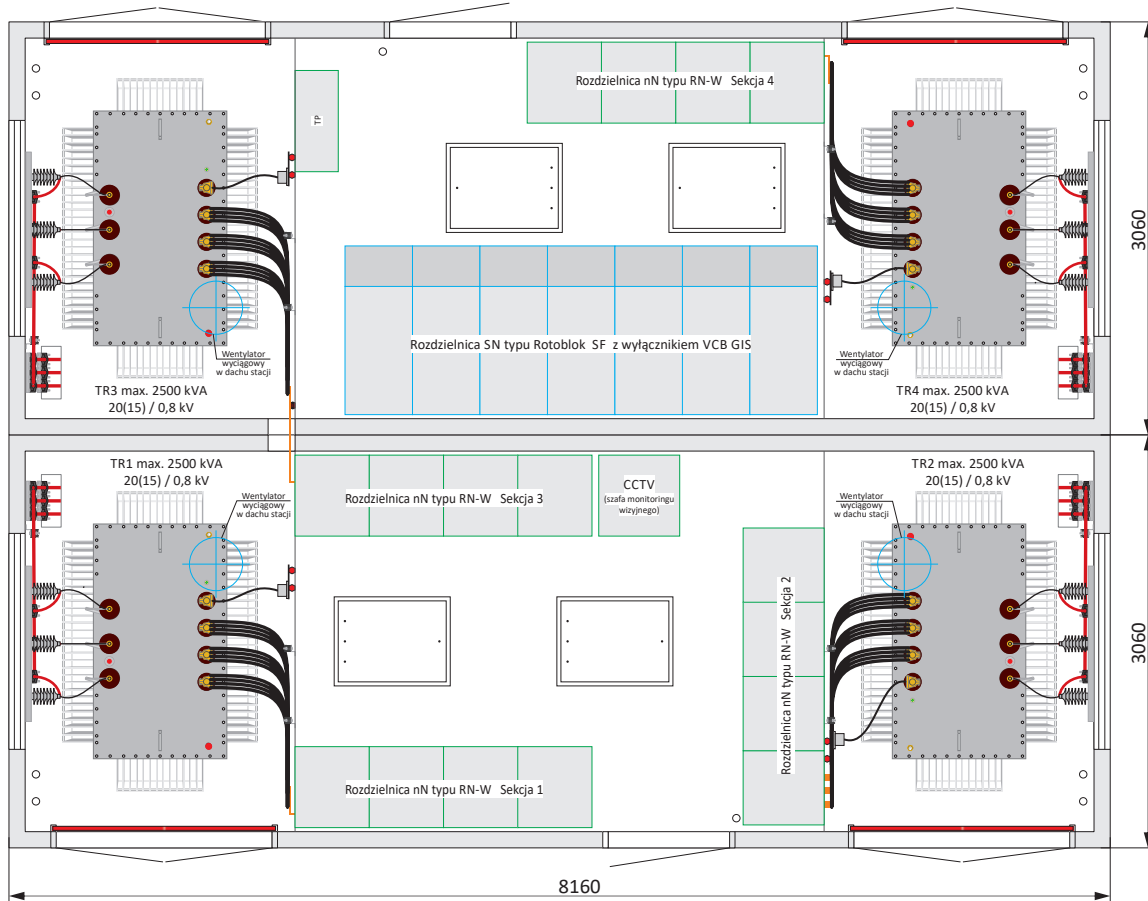 Rozdzielnica nN typu RN-W Sekcja 4
TP
3060
Rozdzielnica SN typu Rotoblok SF z wyłącznikiem VCB GIS
Wentylator
wyciągowy
w dachu stacji
Wentylator
wyciągowy
w dachu stacji
TR3 max. 2500 kVA
20(15) / 0,8 kV
TR4 max. 2500 kVA
20(15) / 0,8 kV
TR1 max. 2500 kVA
20(15) / 0,8 kV
TR2 max. 2500 kVA
20(15) / 0,8 kV
Wentylator
wyciągowy
w dachu stacji
Rozdzielnica nN typu RN-W Sekcja 3
CCTV
(szafa monitoringu
wizyjnego)
Wentylator
wyciągowy
w dachu stacji
Rozdzielnica nN typu RN-W Sekcja 2
3060
Rozdzielnica nN typu RN-W Sekcja 1
8160